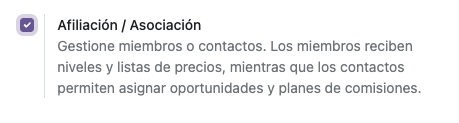 Afiliación / Asociación
Gestione miembros o contactos. Los miembros reciben
niveles y listas de precios, mientras que los contactos
permiten asignar oportunidades y planes de comisiones.